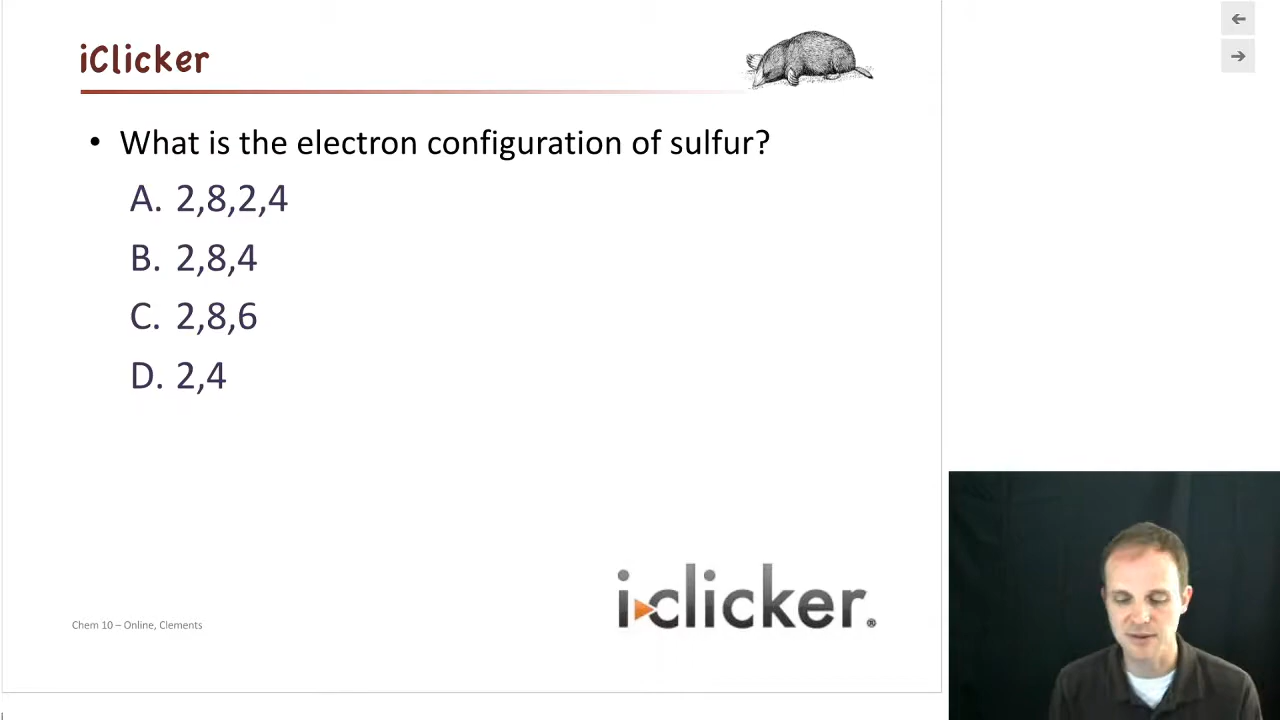 iClicker
• What is the electron configuration of sulfur?
A. 2,8,2,4
B. 2,8,4
C. 2,8,6
D. 2,4
iclicker®
Chem 10 – Online, Clements